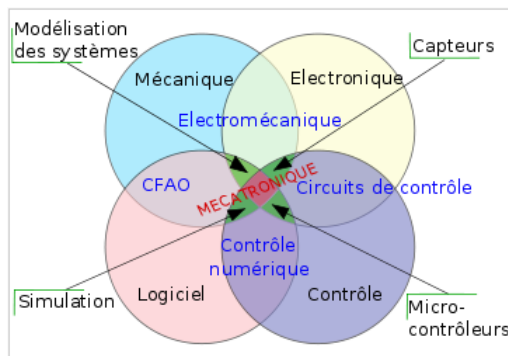 Modélisation
des systèmes
Capteurs
Mécanique
Electronique
Electromécanique
CFAO
MECATRONIQUE
Circuits de contrôle
Contrôle
numérique
Simulation
Logiciel
Contrôle
Micro-
contrôleurs